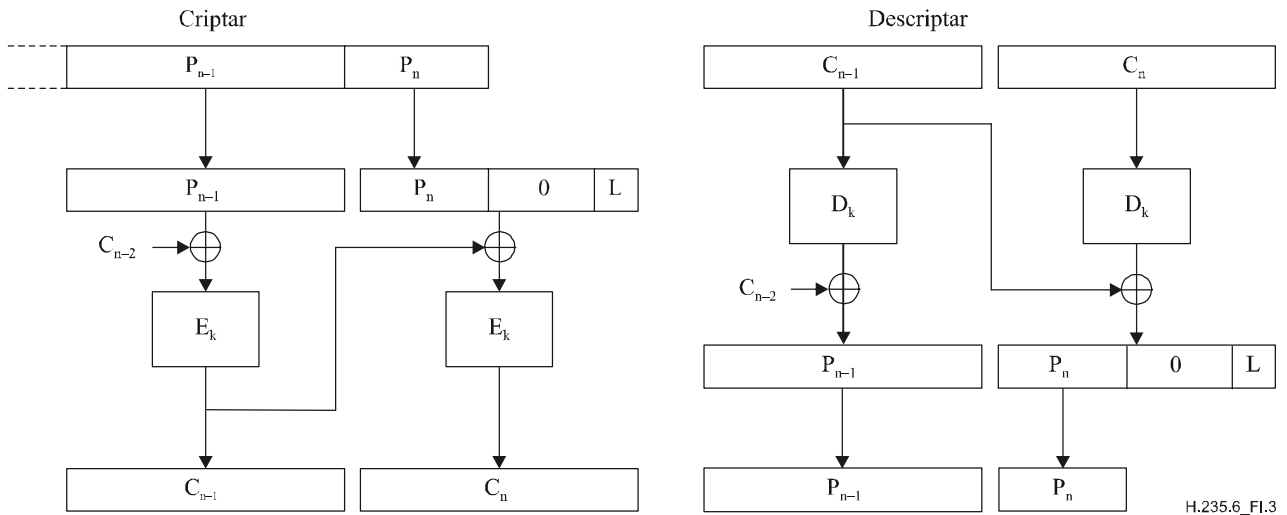 Criptar
P_{n–1} P_n
P_{n–1} P_n 0 L
C_{n–2}
E_k E_k
C_{n–1} C_n
Descriptar
C_{n–1} C_n
D_k D_k
C_{n–2}
P_{n–1} P_n 0 L
P_{n–1} P_n
H.235.6_FI.3